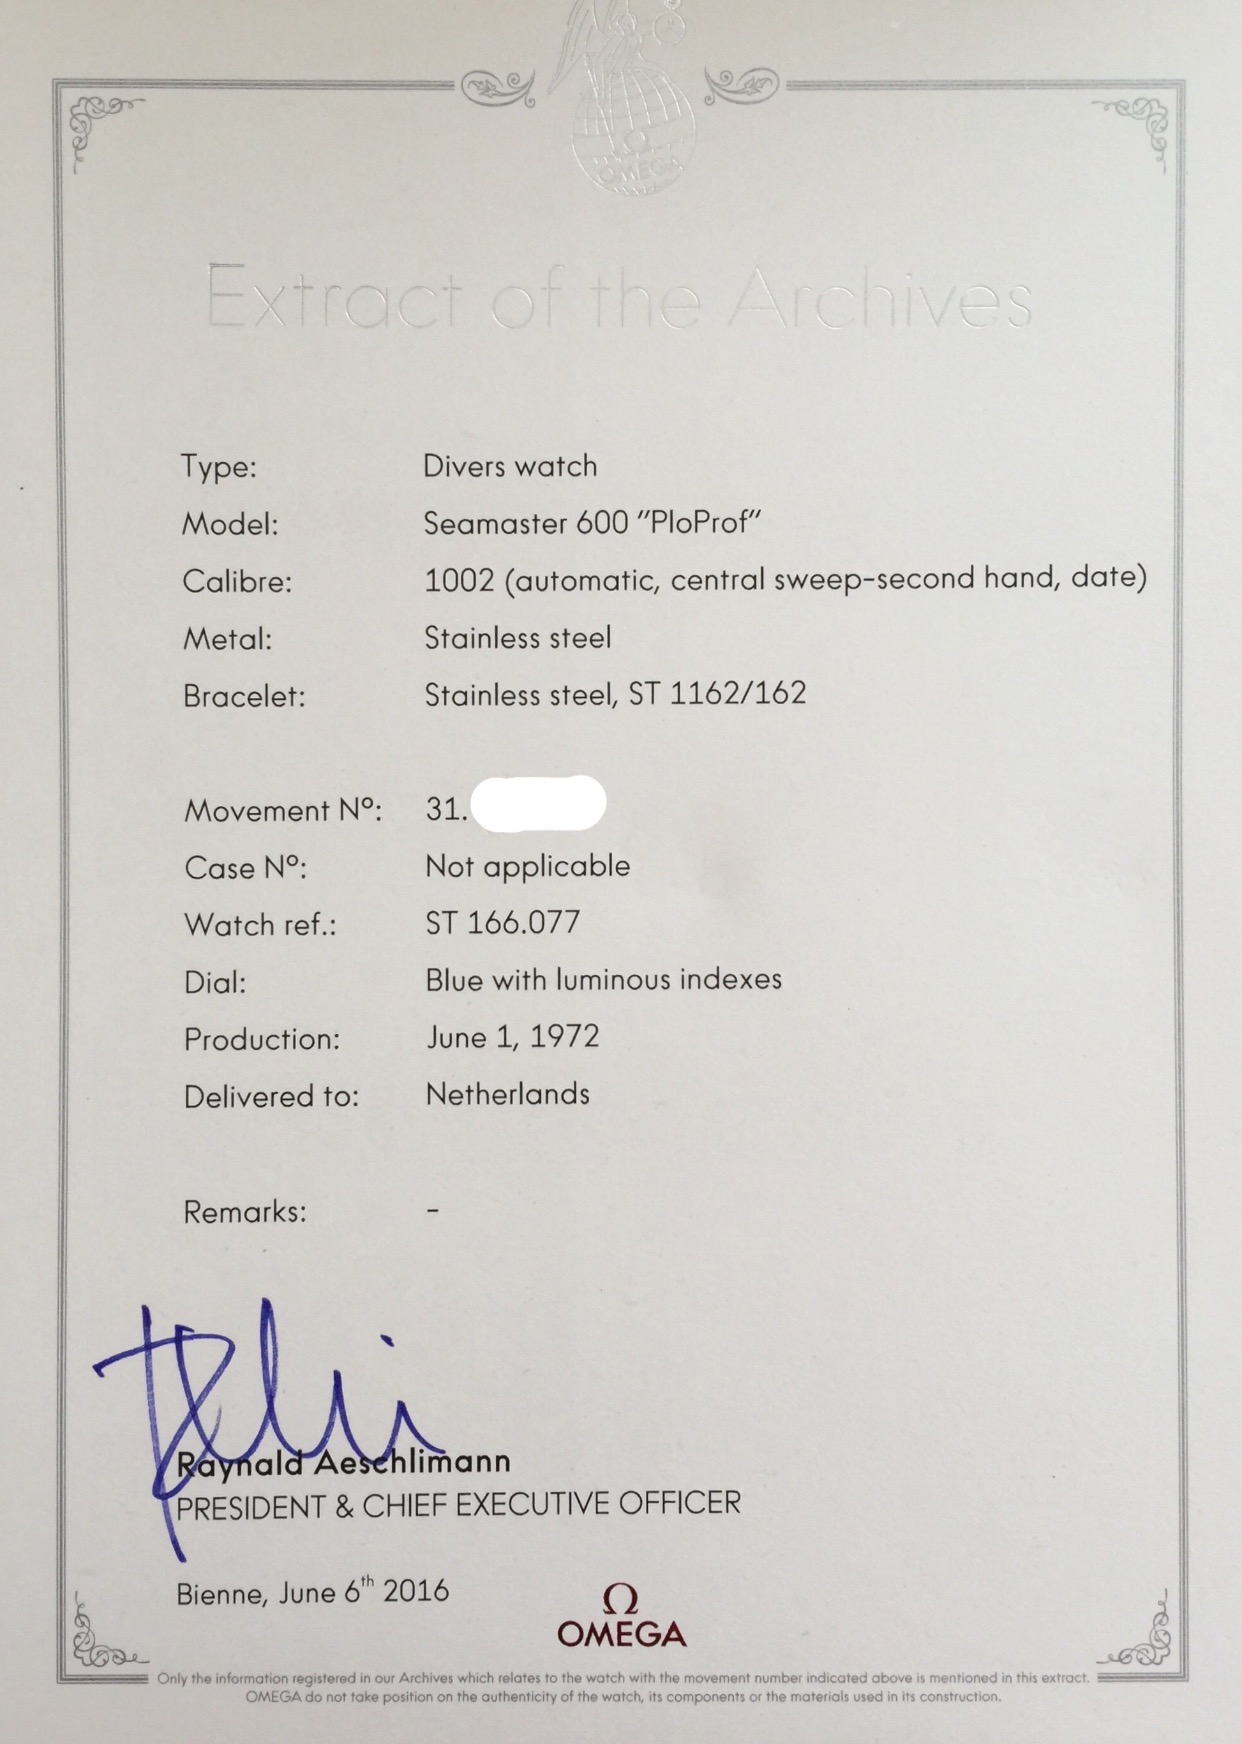 OMEGA
Extract of the Archives
Type: Divers watch
Model: Seamaster 600 "PloProf"
Calibre: 1002 (automatic, central sweep-second hand, date)
Metal: Stainless steel
Bracelet: Stainless steel, ST 1162/162
Movement Nº: 31.
Case Nº: Not applicable
Watch ref.: ST 166.077
Dial: Blue with luminous indexes
Production: June 1, 1972
Delivered to: Netherlands
Remarks: -
Raynald Aeschlimann
PRESIDENT & CHIEF EXECUTIVE OFFICER
Bienne, June 6th 2016
Ω
OMEGA
Only the information registered in our Archives which relates to the watch with the movement number indicated above is mentioned in this extract.
OMEGA do not take position on the authenticity of the watch, its components or the materials used in its construction.